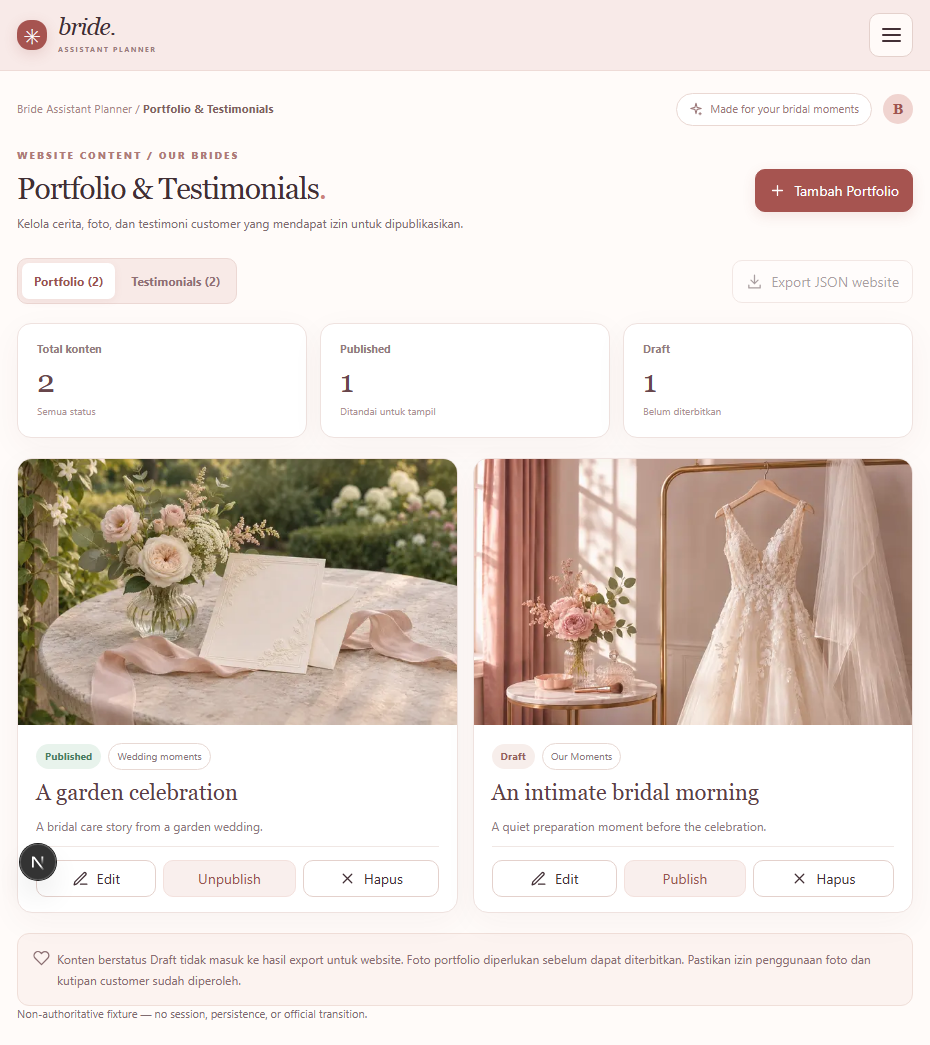 bride.
ASSISTANT PLANNER
Bride Assistant Planner / Portfolio & Testimonials
Made for your bridal moments
B
WEBSITE CONTENT / OUR BRIDES
Portfolio & Testimonials.
Tambah Portfolio
Kelola cerita, foto, dan testimoni customer yang mendapat izin untuk dipublikasikan.
Portfolio (2)
Testimonials (2)
Export JSON website
Total konten
2
Semua status
Published
1
Ditandai untuk tampil
Draft
1
Belum diterbitkan
Published
Wedding moments
A garden celebration
A bridal care story from a garden wedding.
N
Edit
Unpublish
Hapus
Draft
Our Moments
An intimate bridal morning
A quiet preparation moment before the celebration.
Edit
Publish
Hapus
Konten berstatus Draft tidak masuk ke hasil export untuk website. Foto portfolio diperlukan sebelum dapat diterbitkan. Pastikan izin penggunaan foto dan
kutipan customer sudah diperoleh.
Non-authoritative fixture — no session, persistence, or official transition.